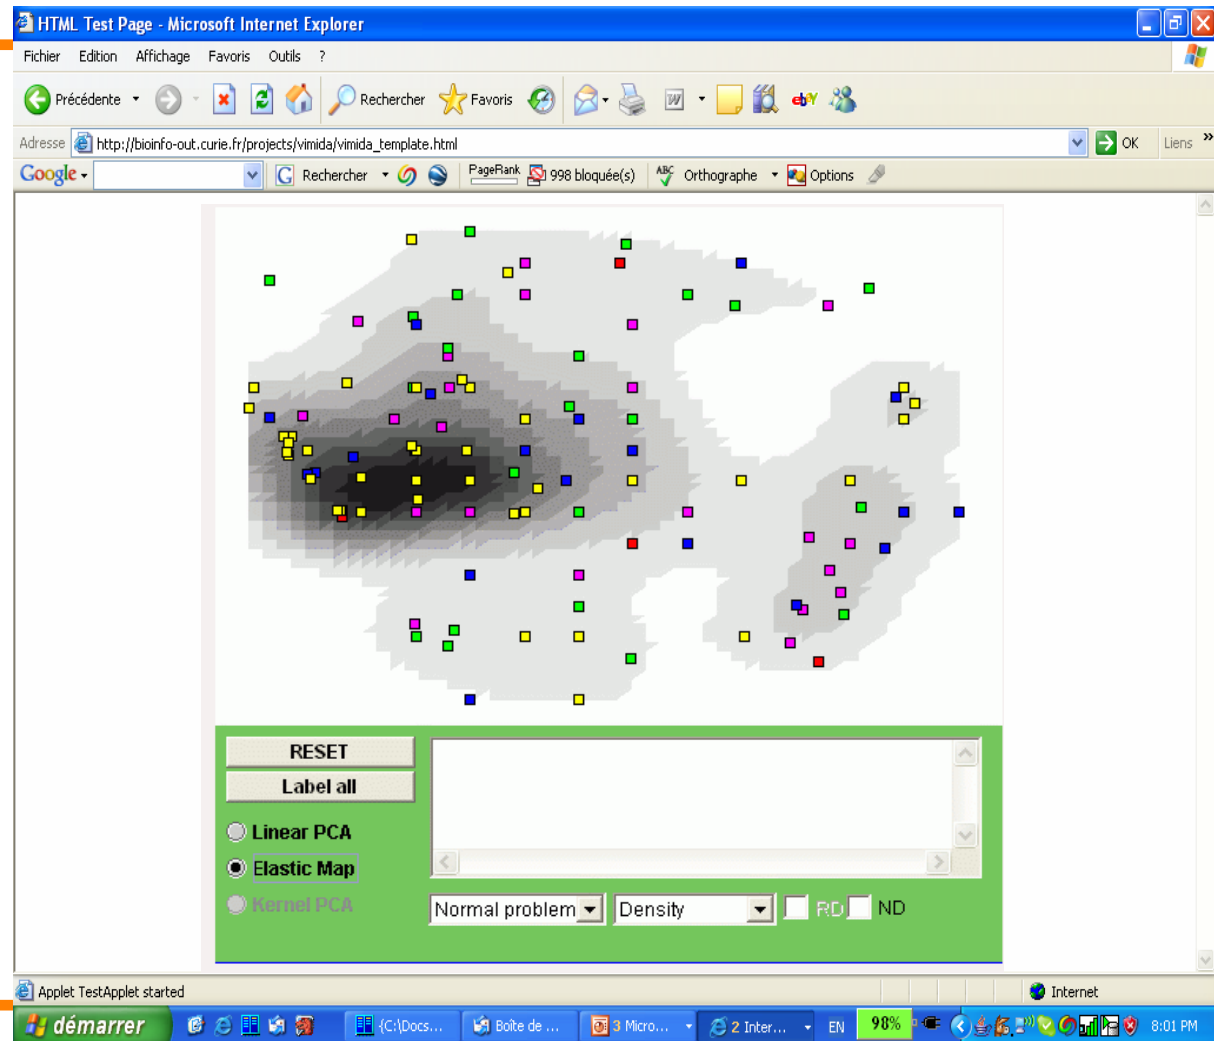 HTML Test Page - Microsoft Internet Explorer
Fichier Edition Affichage Favoris Outils ?
Précédente Rechercher Favoris W ebY
Adresse http://bioinfo-out.curie.fr/projects/vimida/vimida_template.html OK Liens »
Google G Rechercher PageRank 998 bloquée(s) ABC Orthographe Options
RESET
Label all
Linear PCA
Elastic Map
Kernel PCA
Normal problem Density RD ND
Applet TestApplet started Internet
démarrer {C:\Docs... Boîte de ... 3 Micro... 2 Inter... EN 98% 8:01 PM